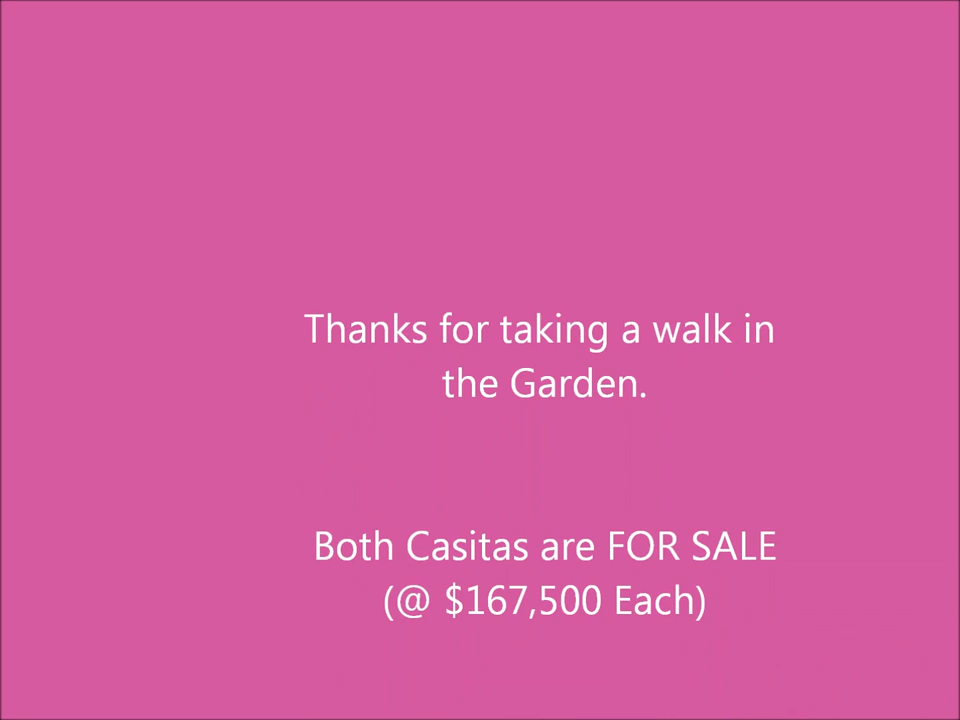 Thanks for taking a walk in
the Garden.
Both Casitas are FOR SALE
(@ $167,500 Each)